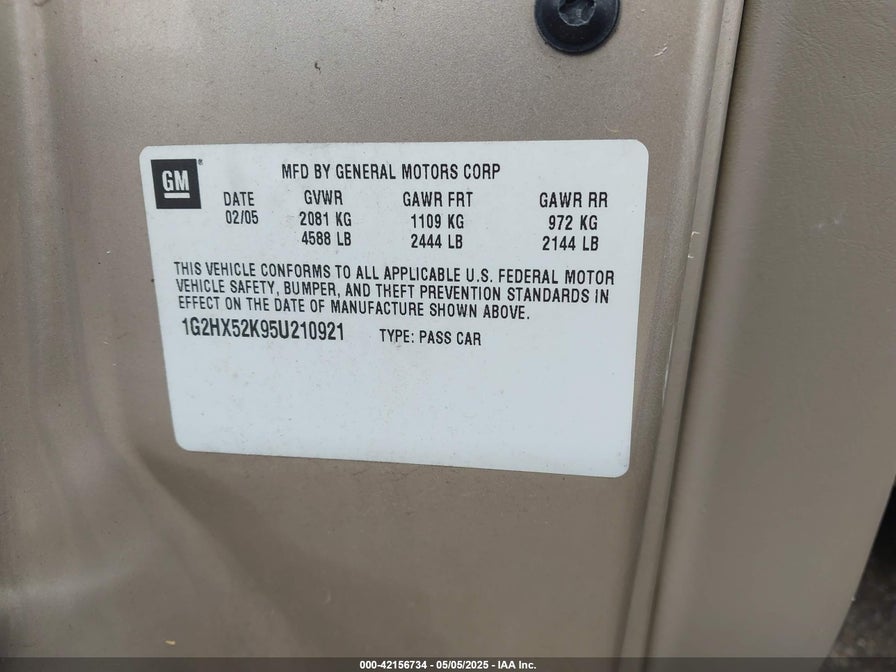 GM®
MFD BY GENERAL MOTORS CORP
DATE GVWR GAWR FRT GAWR RR
02/05 2081 KG 1109 KG 972 KG
4588 LB 2444 LB 2144 LB
THIS VEHICLE CONFORMS TO ALL APPLICABLE U.S. FEDERAL MOTOR
VEHICLE SAFETY, BUMPER, AND THEFT PREVENTION STANDARDS IN
EFFECT ON THE DATE OF MANUFACTURE SHOWN ABOVE.
1G2HX52K95U210921 TYPE: PASS CAR
000-42156734 - 05/05/2025 - IAA Inc.